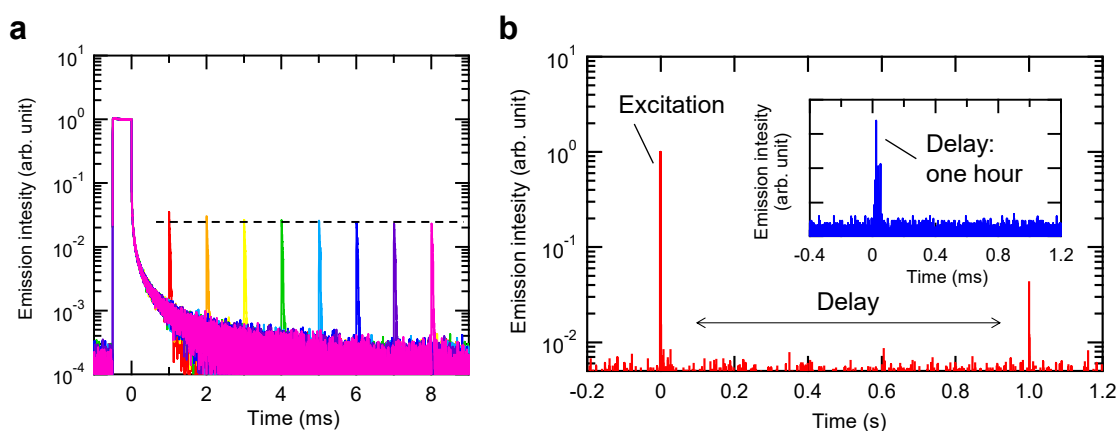 a
Emission intesity (arb. unit)
10^1
10^0
10^-1
10^-2
10^-3
10^-4
0
2
4
6
8
Time (ms)
b
Emission intesity (arb. unit)
10^1
10^0
10^-1
10^-2
Excitation
Delay
-0.2
0
0.2
0.4
0.6
0.8
1.0
1.2
Time (s)
Emission intesity
(arb. unit)
Delay:
one hour
-0.4
0
0.4
0.8
1.2
Time (ms)